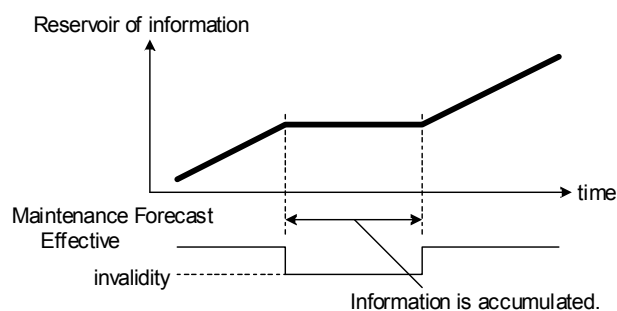 Reservoir of information
time
Maintenance Forecast
Effective
invalidity
Information is accumulated.